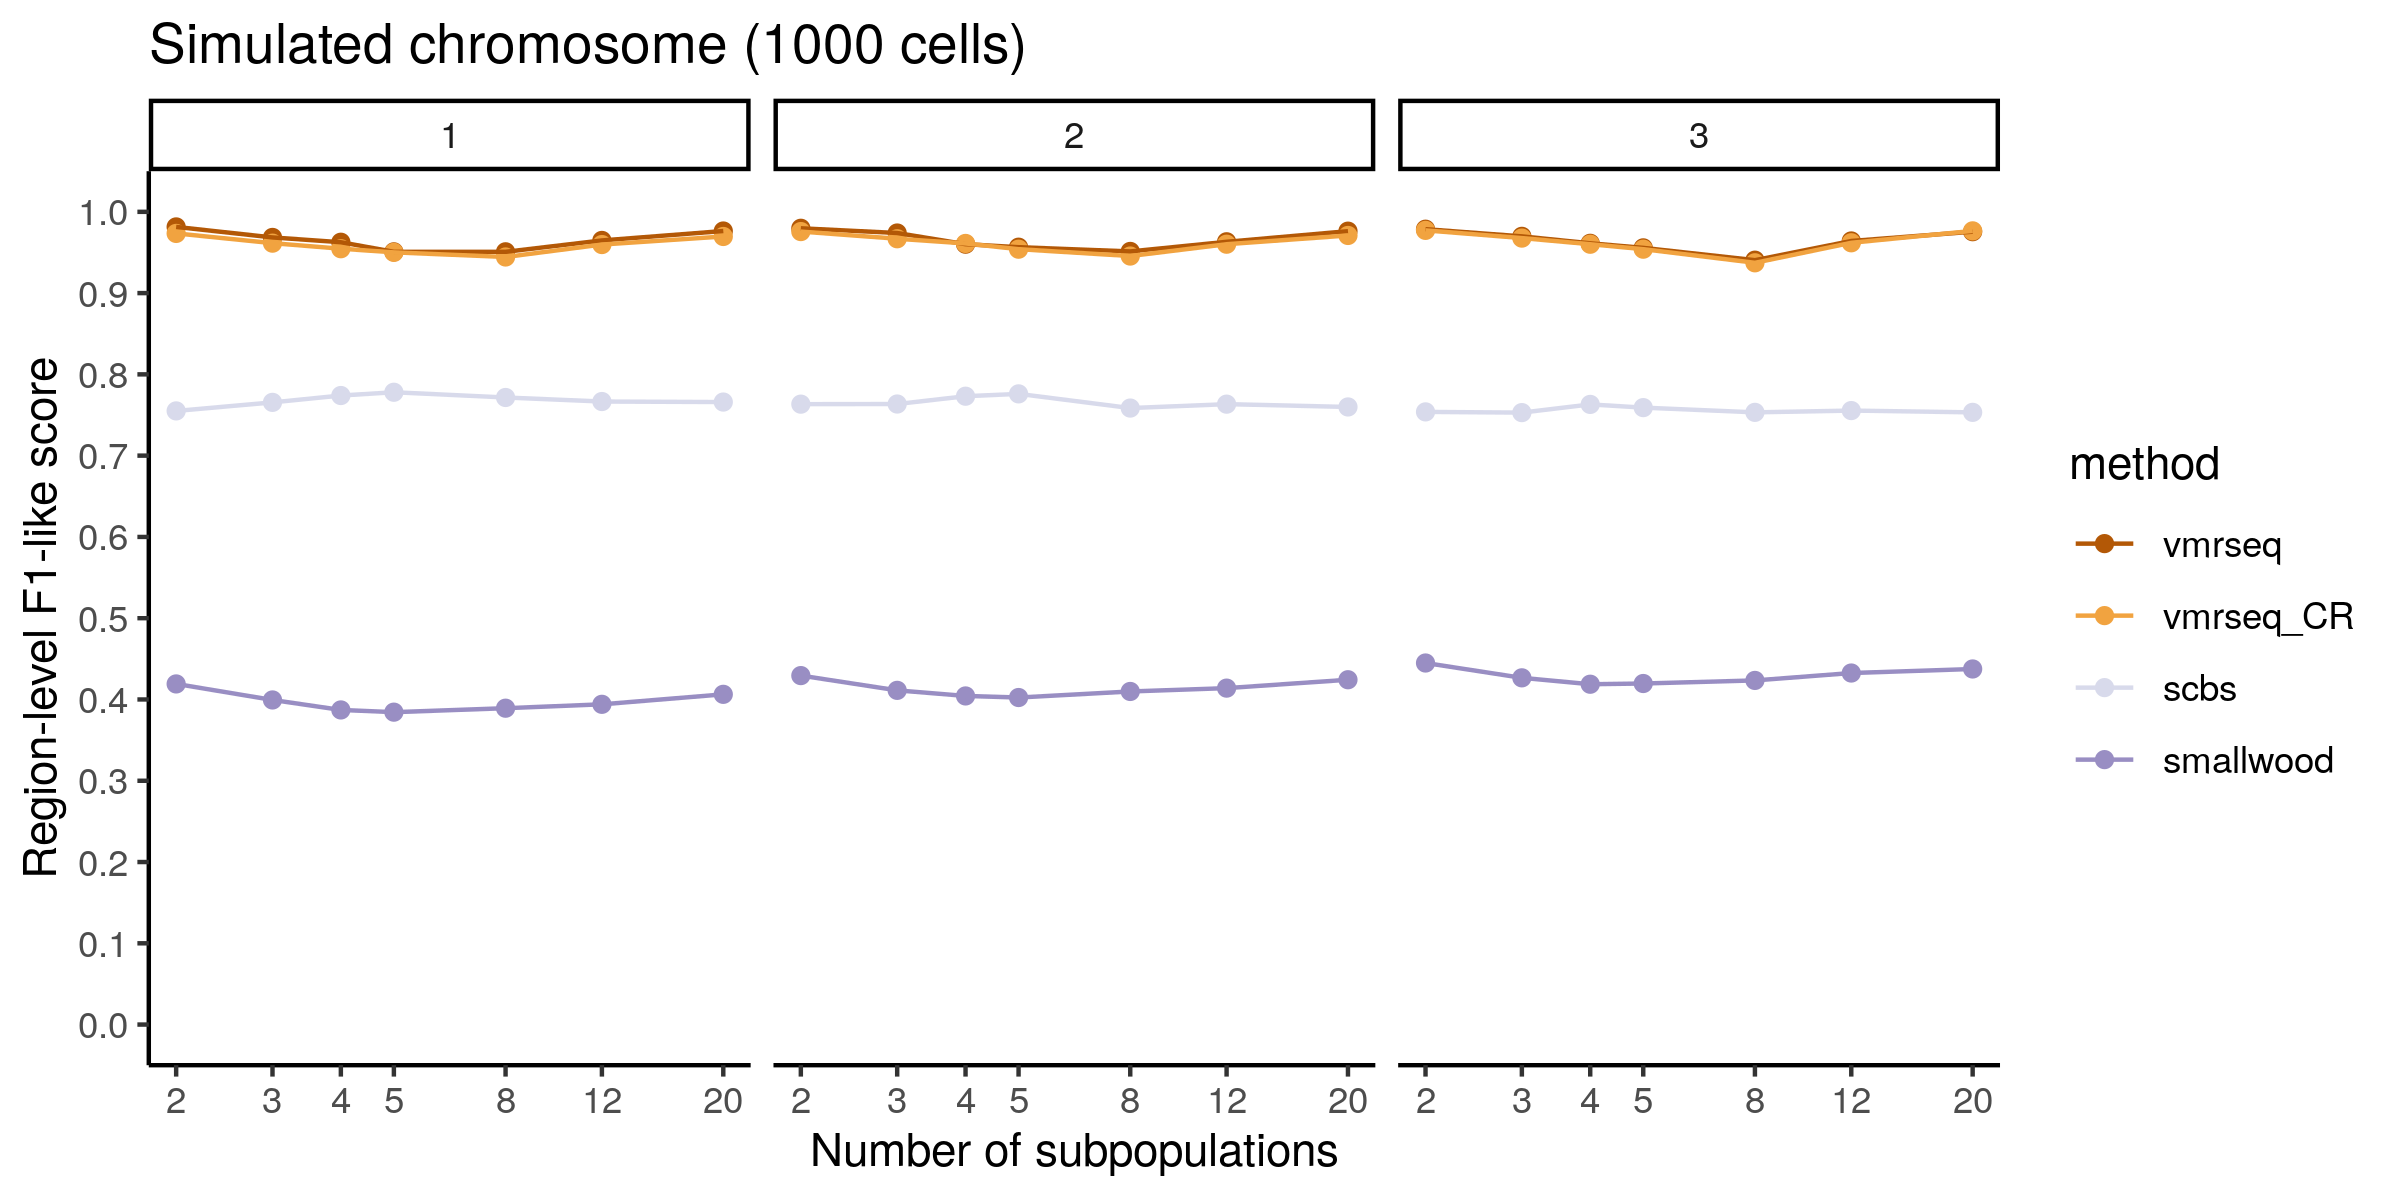 Simulated chromosome (1000 cells)
1
2
3
1.0
0.9
0.8
0.7
0.6
0.5
0.4
0.3
0.2
0.1
0.0
Region-level F1-like score
2 3 4 5 8 12 20
2 3 4 5 8 12 20
2 3 4 5 8 12 20
Number of subpopulations
method
vmrseq
vmrseq_CR
scbs
smallwood